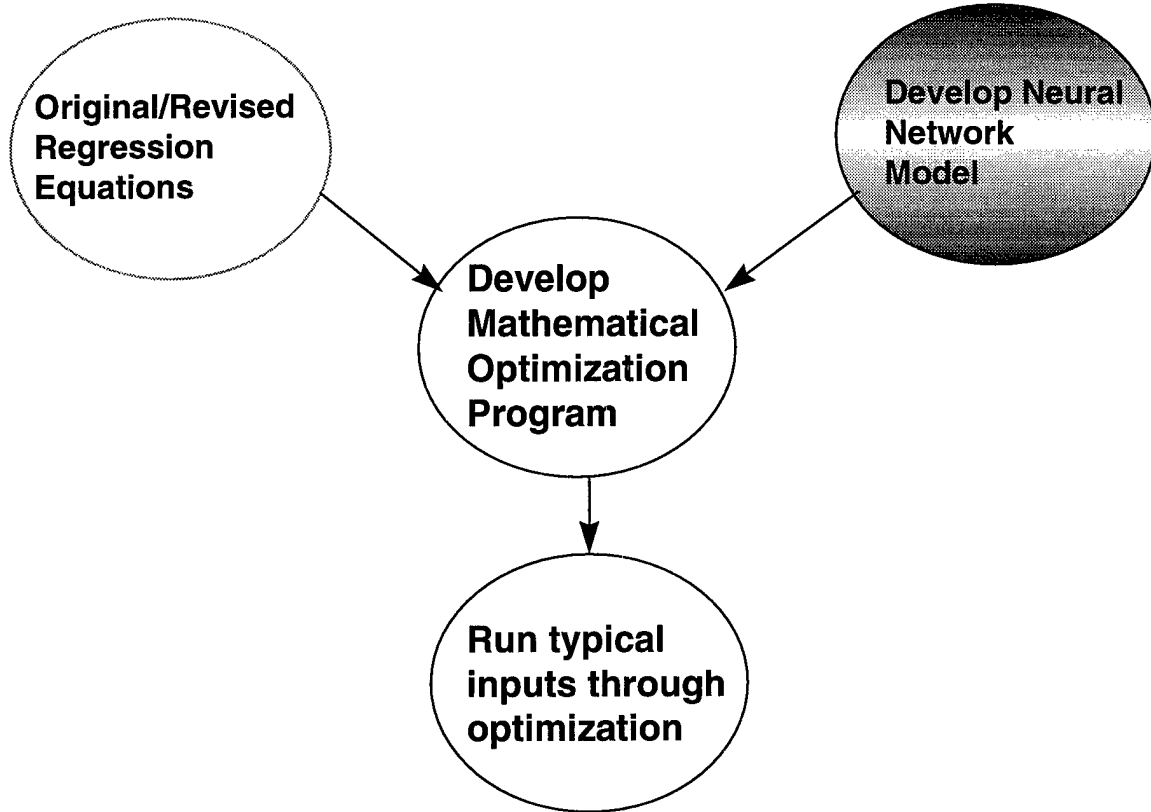 Original/Revised
Regression
Equations
Develop Neural
Network
Model
Develop
Mathematical
Optimization
Program
Run typical
inputs through
optimization